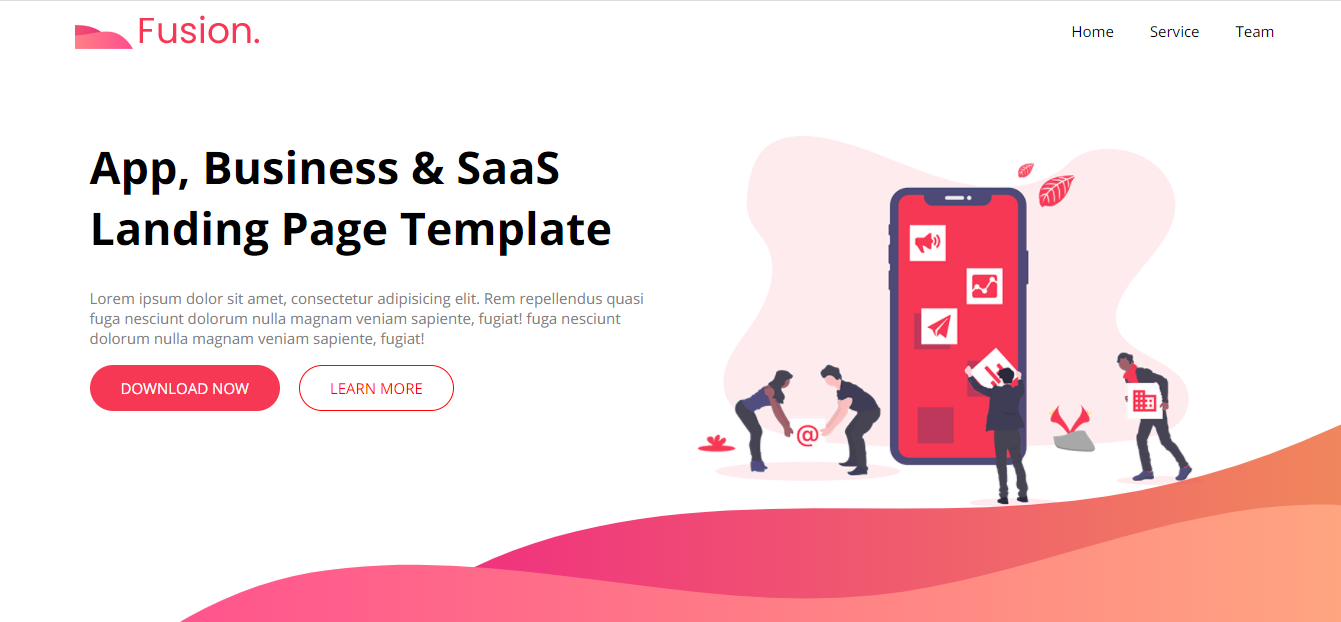 Fusion.
Home Service Team
App, Business & SaaS
Landing Page Template
Lorem ipsum dolor sit amet, consectetur adipisicing elit. Rem repellendus quasi
fuga nesciunt dolorum nulla magnam veniam sapiente, fugiat! fuga nesciunt
dolorum nulla magnam veniam sapiente, fugiat!
DOWNLOAD NOW LEARN MORE
@